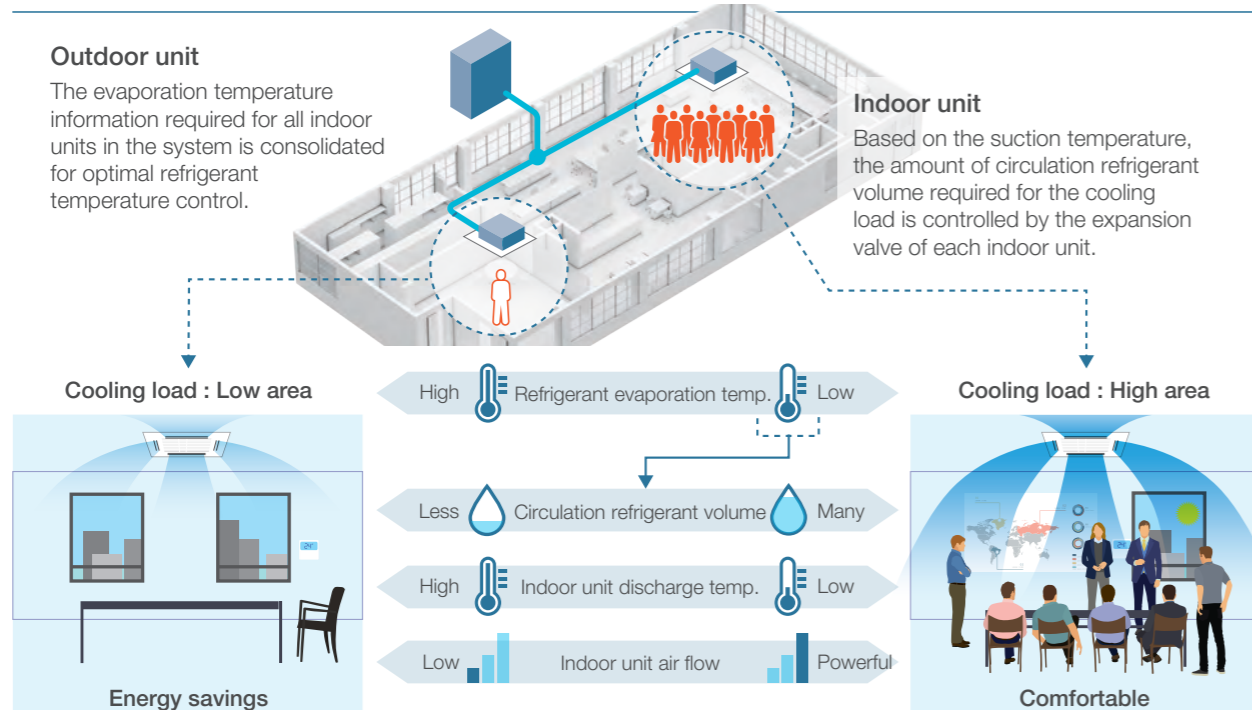 Outdoor unit
The evaporation temperature
information required for all indoor
units in the system is consolidated
for optimal refrigerant
temperature control.
Indoor unit
Based on the suction temperature,
the amount of circulation refrigerant
volume required for the cooling
load is controlled by the expansion
valve of each indoor unit.
Cooling load : Low area
High Refrigerant evaporation temp. Low
Cooling load : High area
Less Circulation refrigerant volume Many
High Indoor unit discharge temp. Low
Low Indoor unit air flow Powerful
Energy savings
Comfortable